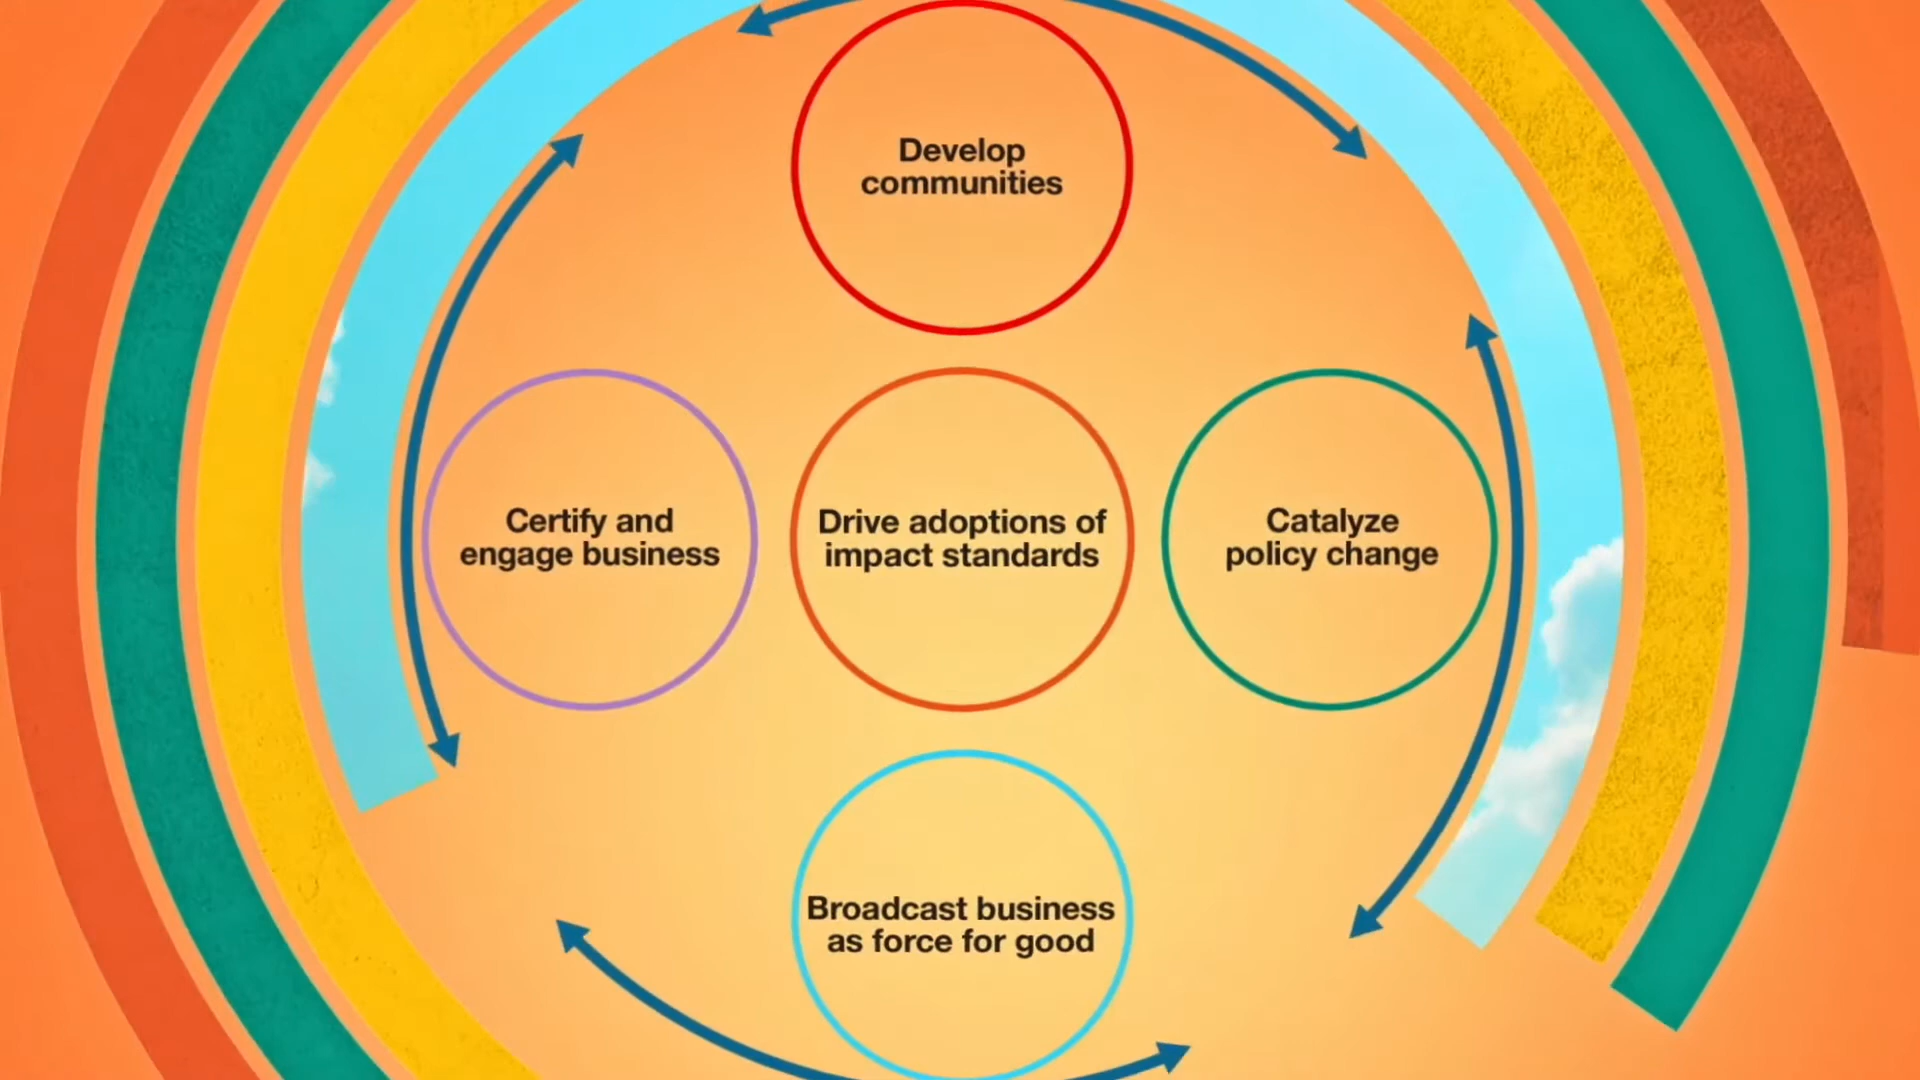 Develop
communities
Certify and
engage business
Drive adoptions of
impact standards
Catalyze
policy change
Broadcast business
as force for good